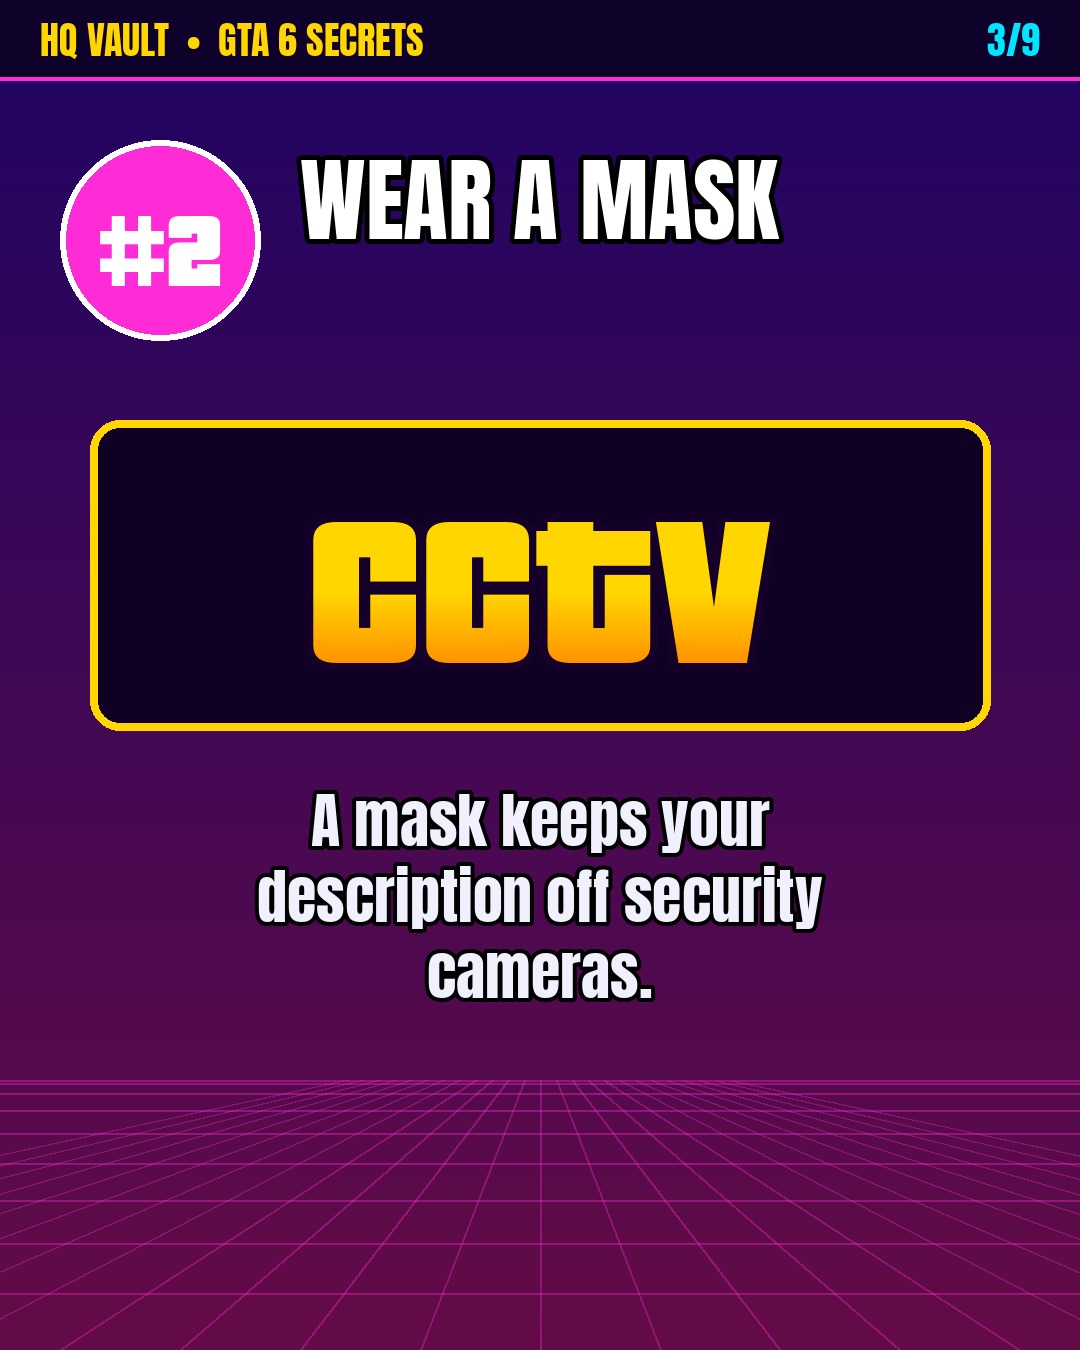 HQ VAULT • GTA 6 SECRETS
3/9
#2
WEAR A MASK
CCTV
A mask keeps your
description off security
cameras.